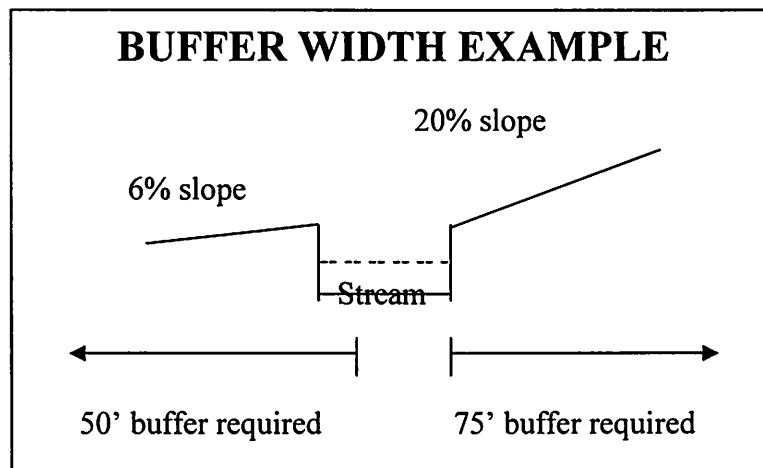 BUFFER WIDTH EXAMPLE
20% slope
6% slope
Stream
50’ buffer required
75’ buffer required